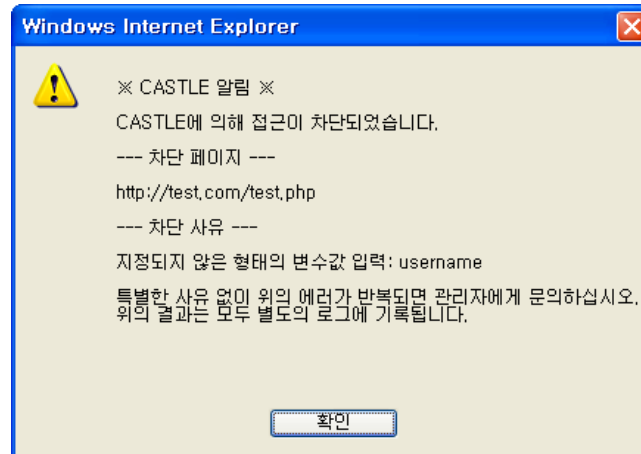 Windows Internet Explorer
※ CASTLE 알림 ※
CASTLE에 의해 접근이 차단되었습니다.
--- 차단 페이지 ---
http://test.com/test.php
--- 차단 사유 ---
지정되지 않은 형태의 변수값 입력: username
특별한 사유 없이 위의 에러가 반복되면 관리자에게 문의하십시오.
위의 결과는 모두 별도의 로그에 기록됩니다.
확인